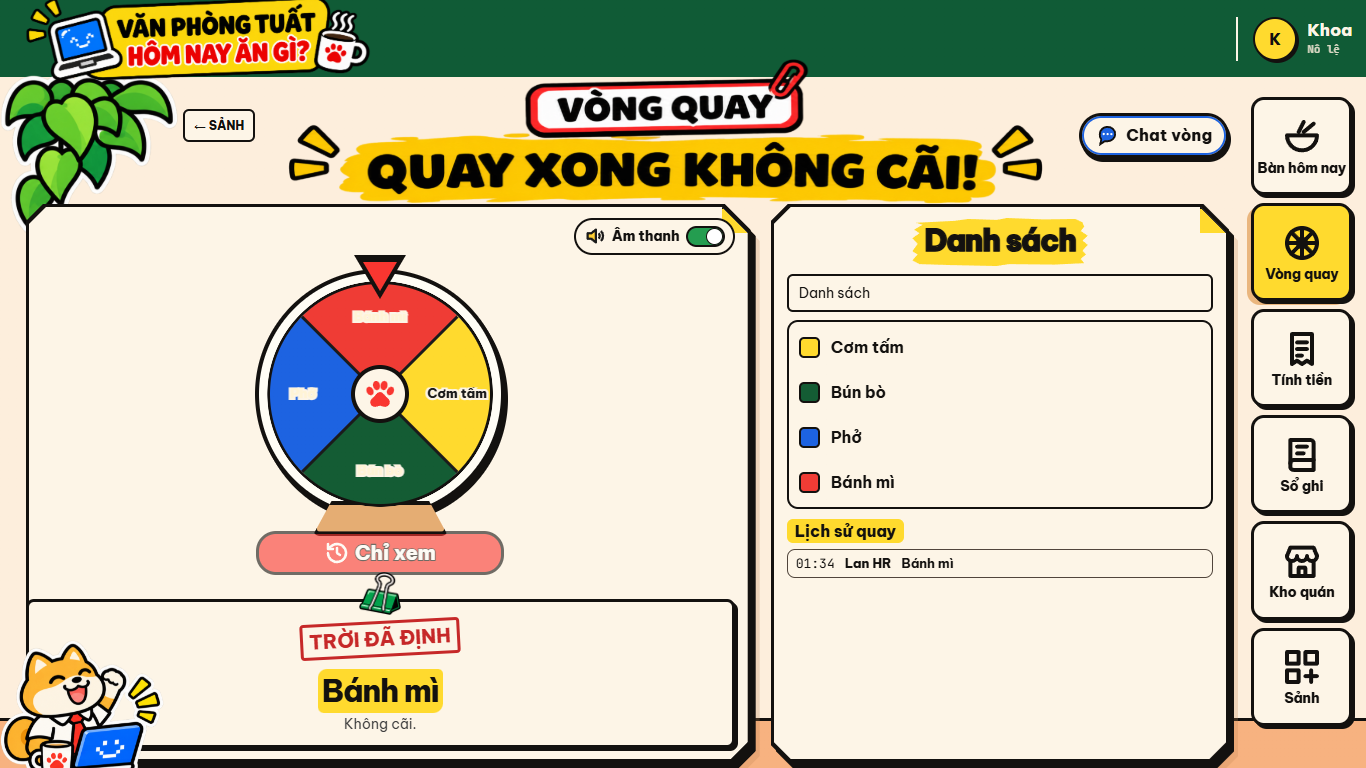 VĂN PHÒNG TUẤT
HÔM NAY ĂN GÌ?
K
Khoa
Nô lệ
← SẢNH
VÒNG QUAY
QUAY XONG KHÔNG CÃI!
Chat vòng
Âm thanh
Cơm tấm
Chỉ xem
TRỜI ĐÃ ĐỊNH
Bánh mì
Không cãi.
Danh sách
Danh sách
Cơm tấm
Bún bò
Phở
Bánh mì
Lịch sử quay
01:34 Lan HR Bánh mì
Bàn hôm nay
Vòng quay
Tính tiền
Sổ ghi
Kho quán
Sảnh